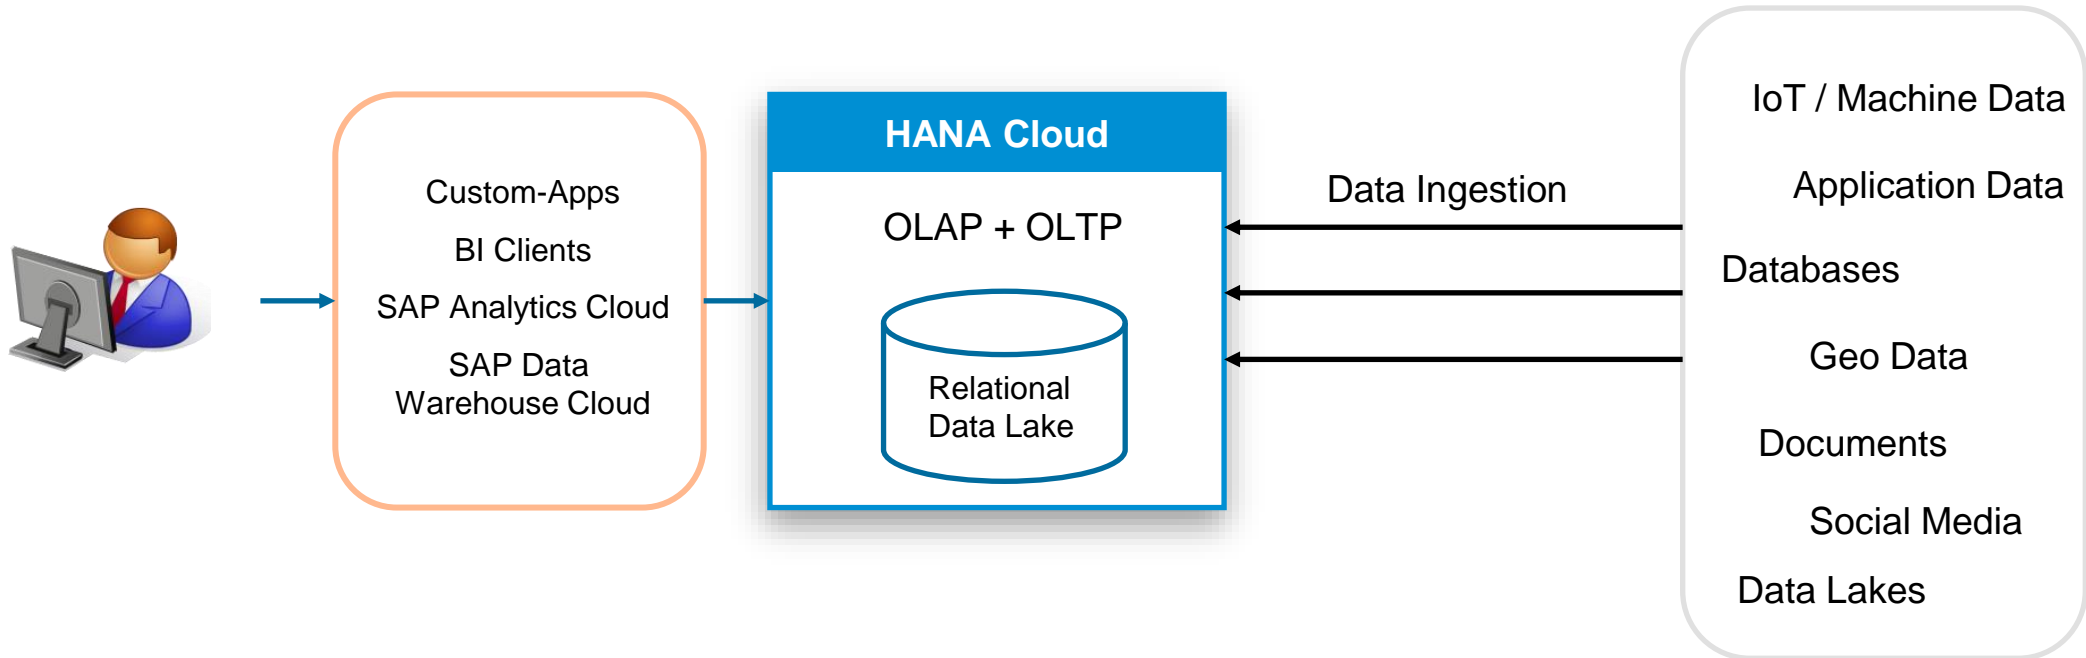 Custom-Apps
BI Clients
SAP Analytics Cloud
SAP Data
Warehouse Cloud
HANA Cloud
OLAP + OLTP
Relational
Data Lake
Data Ingestion
IoT / Machine Data
Application Data
Databases
Geo Data
Documents
Social Media
Data Lakes